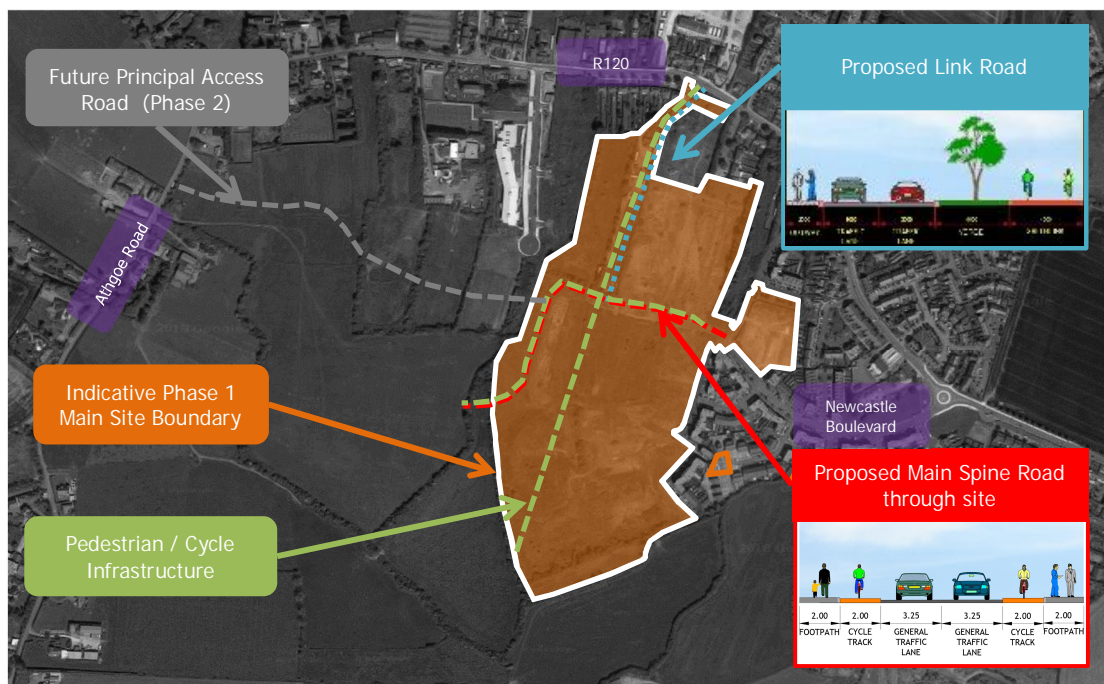 R120
Proposed Link Road
Future Principal Access
Road (Phase 2)
Athgoe Road
Indicative Phase 1
Main Site Boundary
Newcastle
Boulevard
Proposed Main Spine Road
through site
Pedestrian / Cycle
Infrastructure
2.00 2.00 3.25 3.25 2.00 2.00
FOOTPATH CYCLE TRACK GENERAL TRAFFIC LANE GENERAL TRAFFIC LANE CYCLE TRACK FOOTPATH